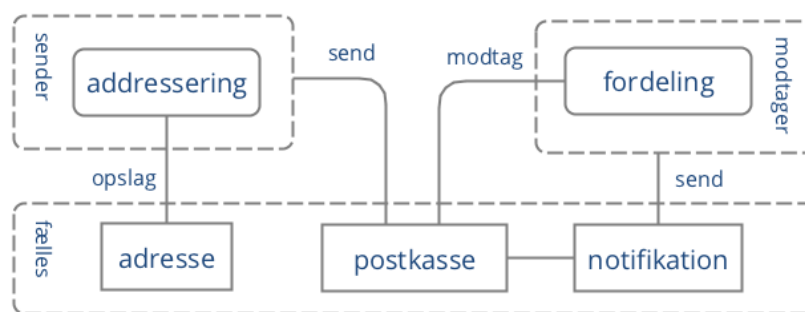 sender
addressering
send
modtag
fordeling
modtager
opslag
send
fælles
adresse
postkasse
notifikation